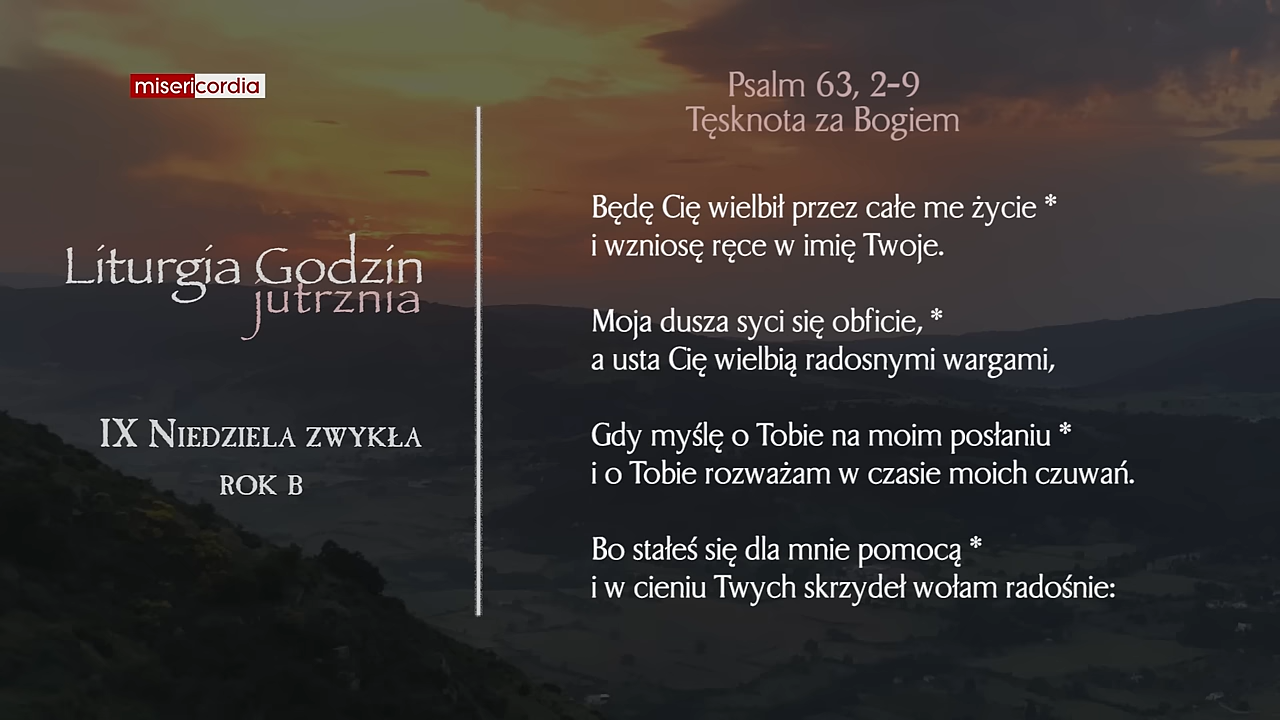 misericordia
Liturgia Godzin
jutrznia
IX Niedziela zwykła
rok B
Psalm 63, 2-9
Tęsknota za Bogiem
Będę Cię wielbił przez całe me życie *
i wzniosę ręce w imię Twoje.
Moja dusza syci się obficie, *
a usta Cię wielbią radosnymi wargami,
Gdy myślę o Tobie na moim posłaniu *
i o Tobie rozważam w czasie moich czuwań.
Bo stałeś się dla mnie pomocą *
i w cieniu Twych skrzydeł wołam radośnie: